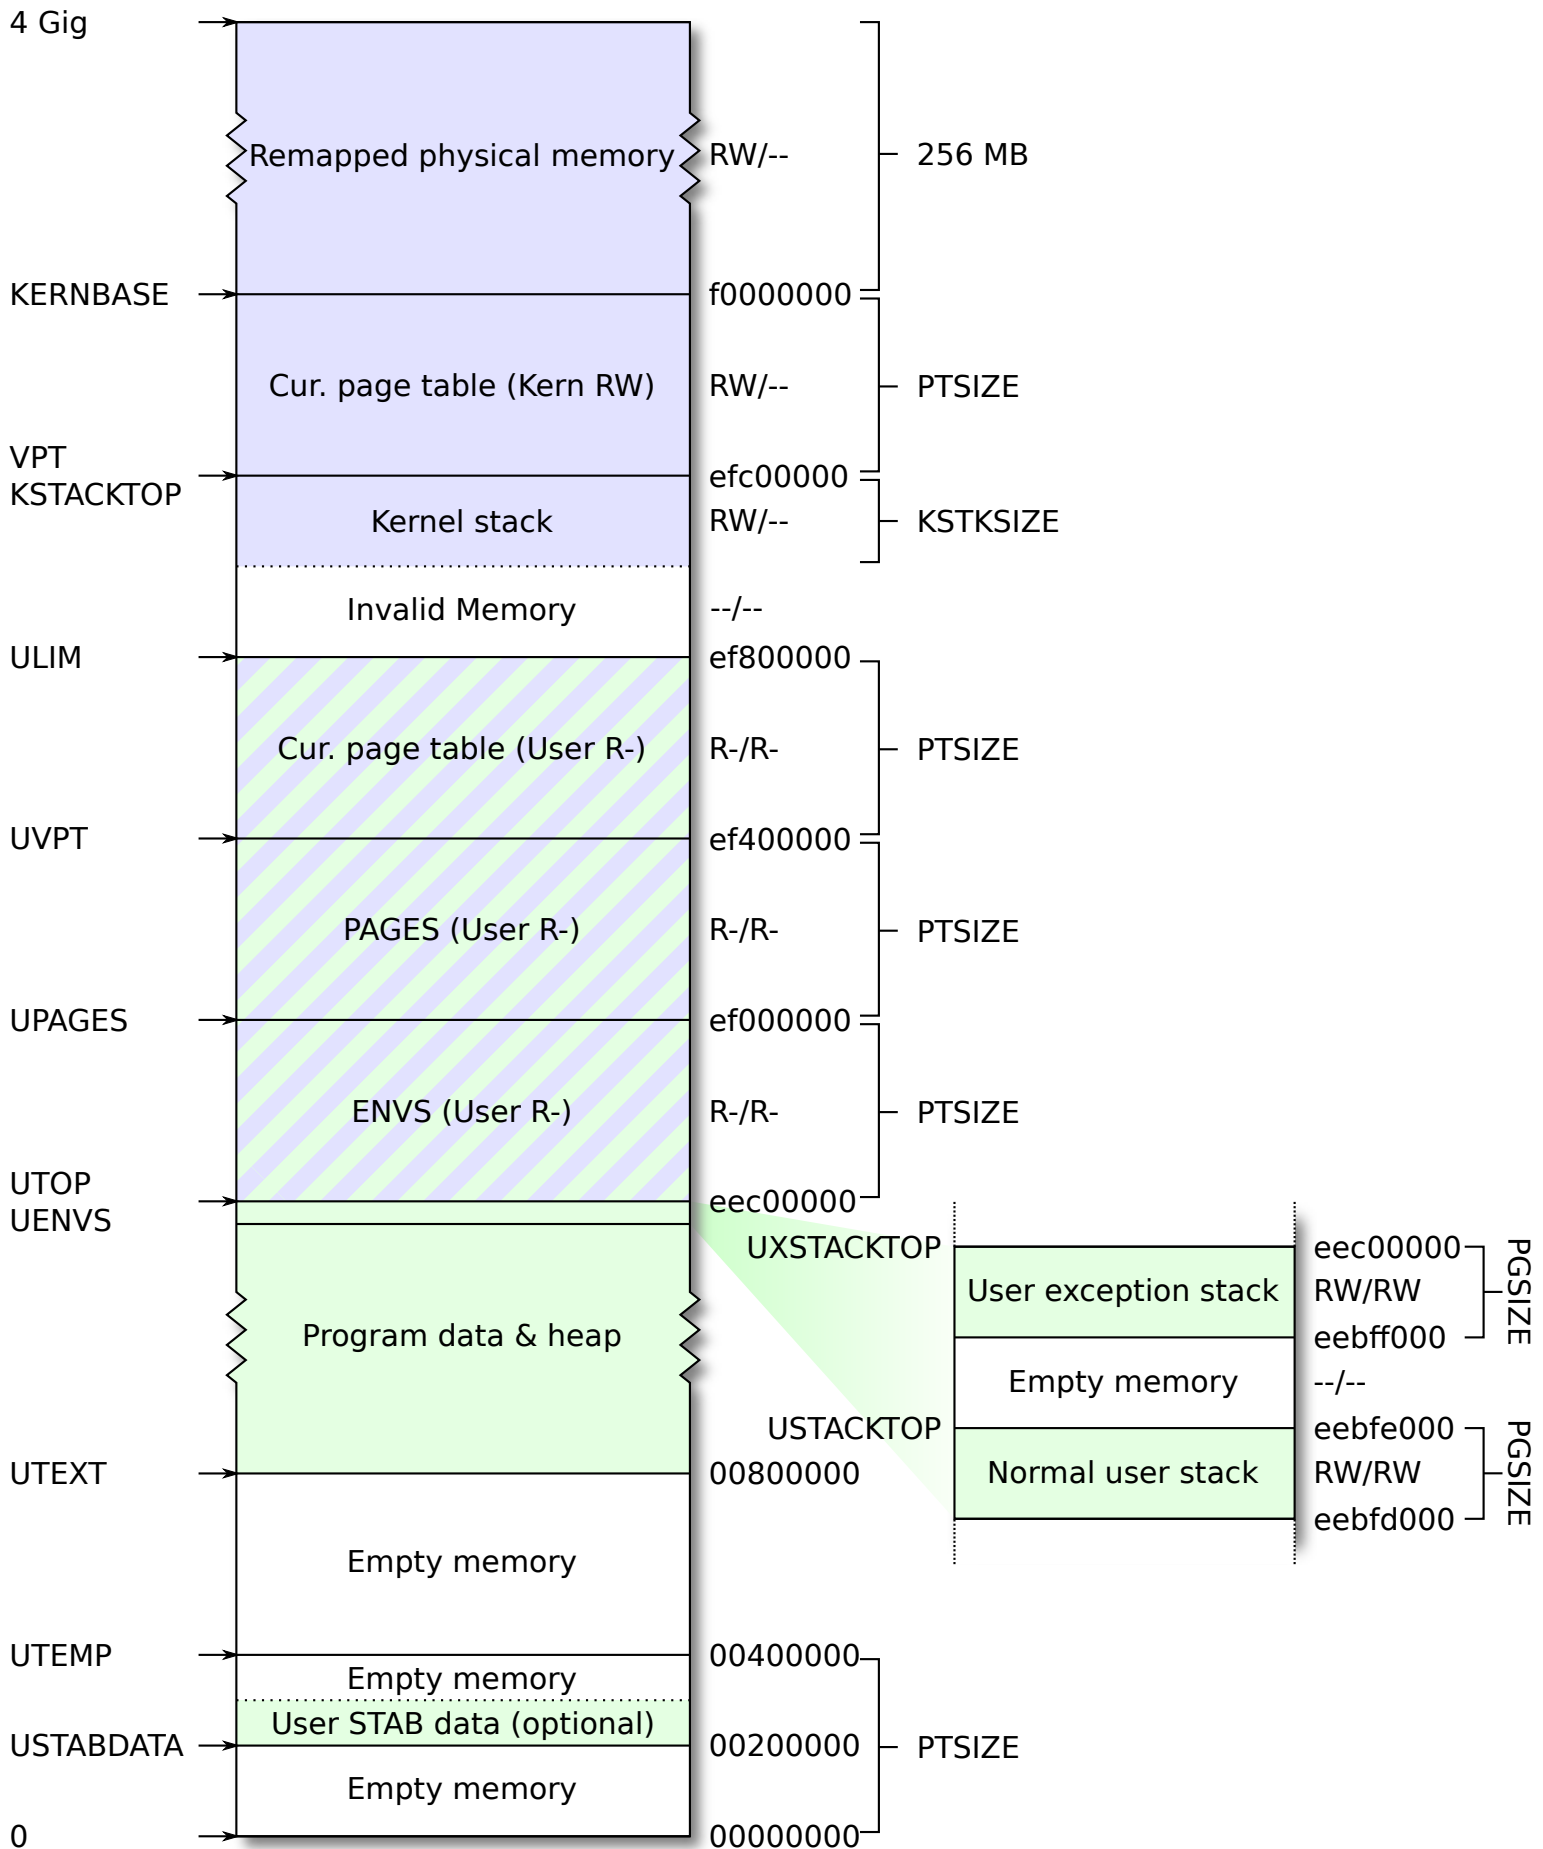 4 Gig
Remapped physical memory
RW/--
256 MB
KERNBASE
f0000000
Cur. page table (Kern RW)
RW/--
PTSIZE
VPT
KSTACKTOP
efc00000
Kernel stack
RW/--
KSTKSIZE
Invalid Memory
--/--
ULIM
ef800000
Cur. page table (User R-)
R-/R-
PTSIZE
UVPT
ef400000
PAGES (User R-)
R-/R-
PTSIZE
UPAGES
ef000000
ENVS (User R-)
R-/R-
PTSIZE
UTOP
UENVS
eec00000
UXSTACKTOP
eec00000
User exception stack
RW/RW
PGSIZE
eebff000
Empty memory
--/--
USTACKTOP
eebfe000
Normal user stack
RW/RW
PGSIZE
eebfd000
Program data & heap
UTEXT
00800000
Empty memory
UTEMP
00400000
Empty memory
User STAB data (optional)
USTABDATA
00200000
PTSIZE
Empty memory
0
00000000